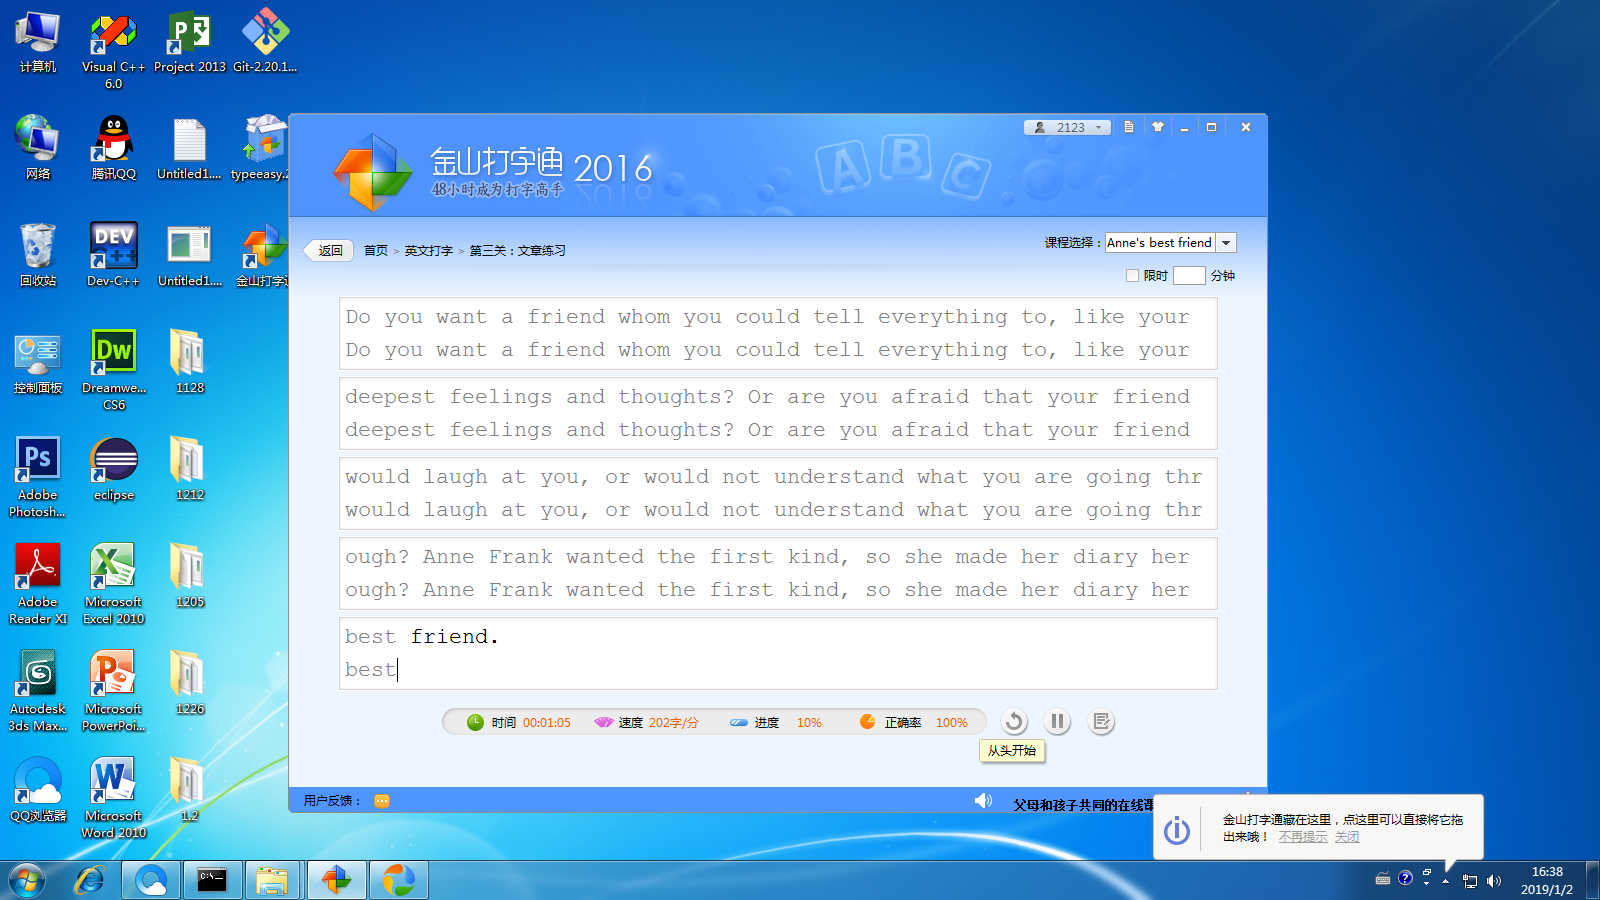 计算机
Visual C++ 6.0
Project 2013
Git-2.20.1...
网络
腾讯QQ
Untitled1....
typeeasy.2
回收站
DEV C++
Dev-C++
Untitled1....
控制面板
Dw
Dreamwe... CS6
1128
Ps
Adobe Photosh...
eclipse
1212
Adobe Reader XI
Microsoft Excel 2010
1205
Autodesk 3ds Max...
Microsoft PowerPoi...
1226
QQ浏览器
Microsoft Word 2010
1.2
2123
金山打字通 2016
48小时成为打字高手
A B C
返回
首页 > 英文打字 > 第三关：文章练习
课程选择： Anne's best friend
限时 分钟
Do you want a friend whom you could tell everything to, like your
Do you want a friend whom you could tell everything to, like your
deepest feelings and thoughts? Or are you afraid that your friend
deepest feelings and thoughts? Or are you afraid that your friend
would laugh at you, or would not understand what you are going thr
would laugh at you, or would not understand what you are going thr
ough? Anne Frank wanted the first kind, so she made her diary her
ough? Anne Frank wanted the first kind, so she made her diary her
best friend.
best
时间 00:01:05 速度 202字/分 进度 10% 正确率 100%
从头开始
用户反馈：
父母和孩子共同的在线课
金山打字通藏在这里，点这里可以直接将它拖
出来哦！ 不再提示 关闭
16:38
2019/1/2